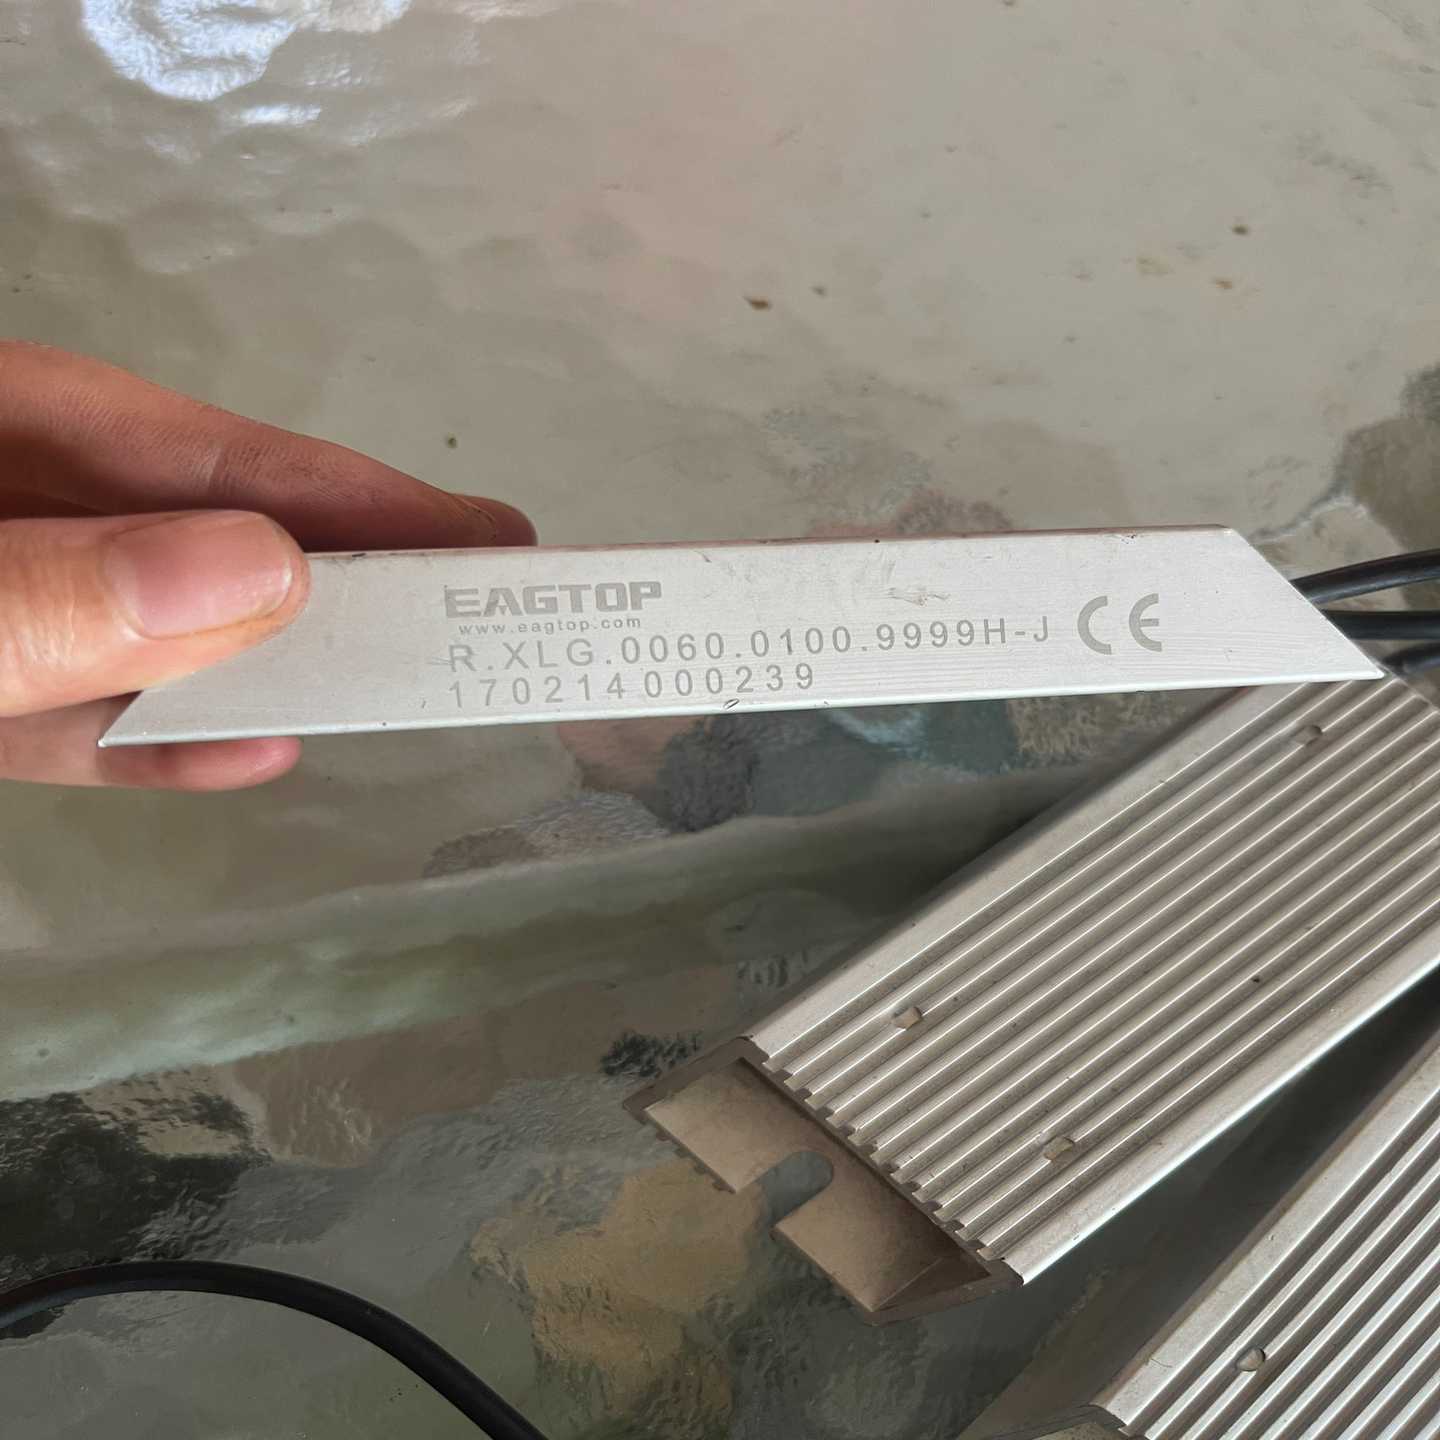 EAGTOP
www.eagtop.com
R.XLG.0060.0100.9999H-J CE
170214000239